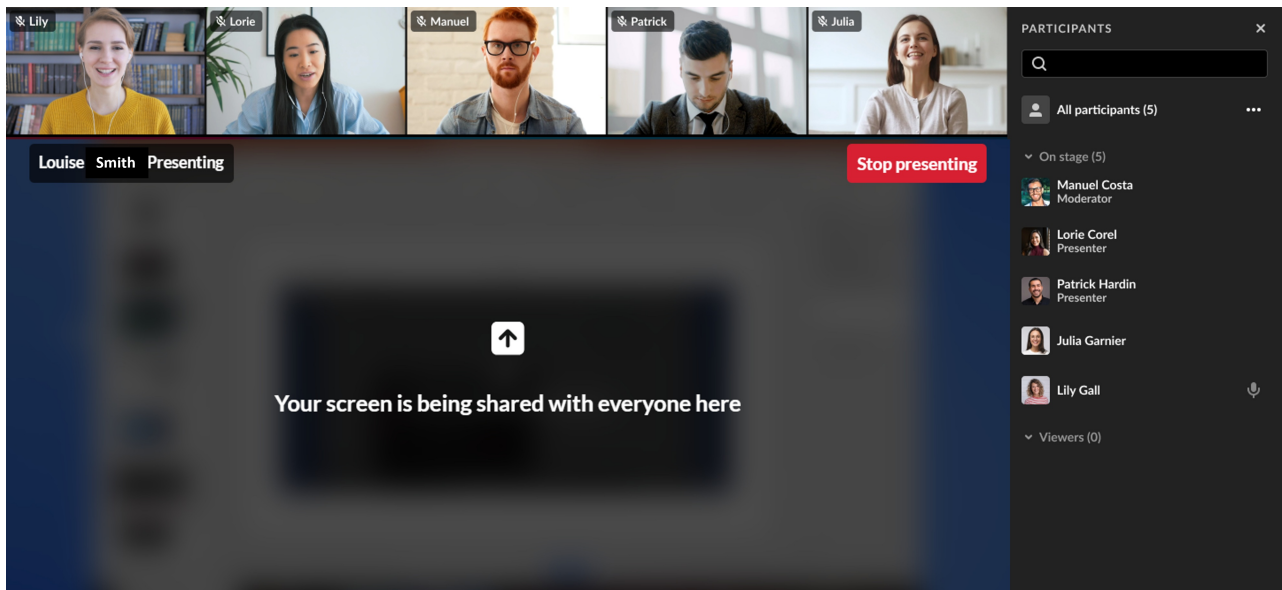 Lily
Lorie
Manuel
Patrick
Julia
Louise Smith Presenting
Stop presenting
Your screen is being shared with everyone here
PARTICIPANTS
All participants (5)
On stage (5)
Manuel Costa
Moderator
Lorie Corel
Presenter
Patrick Hardin
Presenter
Julia Garnier
Lily Gall
Viewers (0)